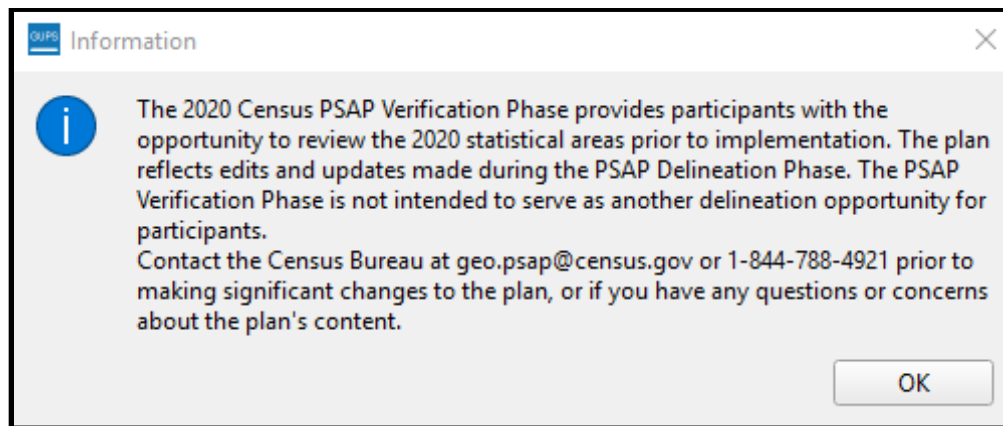 GUPS Information
The 2020 Census PSAP Verification Phase provides participants with the
opportunity to review the 2020 statistical areas prior to implementation. The plan
reflects edits and updates made during the PSAP Delineation Phase. The PSAP
Verification Phase is not intended to serve as another delineation opportunity for
participants.
Contact the Census Bureau at geo.psap@census.gov or 1-844-788-4921 prior to
making significant changes to the plan, or if you have any questions or concerns
about the plan's content.
OK